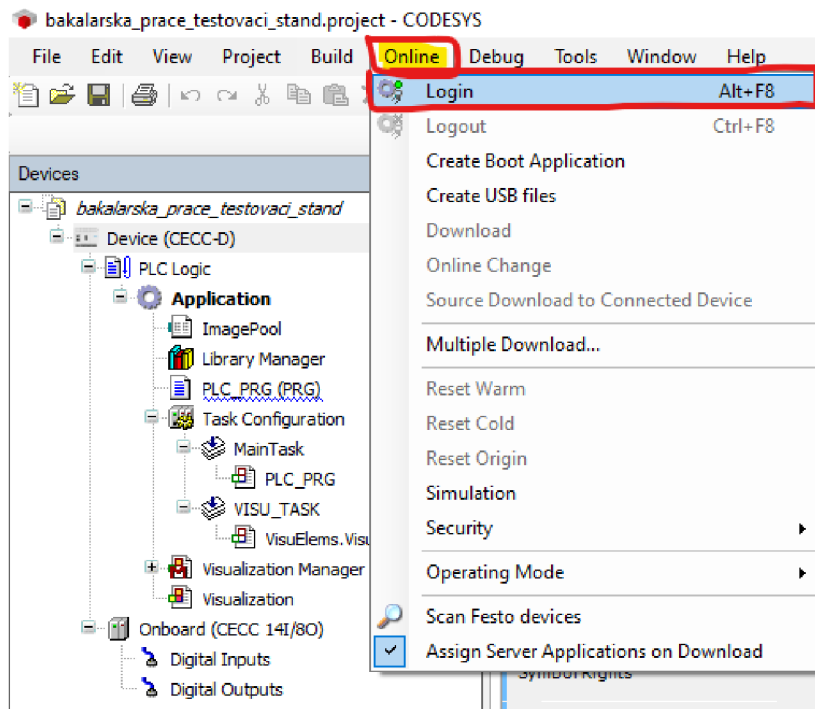 bakalarska_prace_testovaci_stand.project - CODESYS
File Edit View Project Build Online Debug Tools Window Help
Login Alt+F8
Logout Ctrl+F8
Create Boot Application
Create USB files
Download
Online Change
Source Download to Connected Device
Multiple Download...
Reset Warm
Reset Cold
Reset Origin
Simulation
Security
Operating Mode
Scan Festo devices
Assign Server Applications on Download
Devices
bakalarska_prace_testovaci_stand
Device (CECC-D)
PLC Logic
Application
ImagePool
Library Manager
PLC_PRG (PRG)
Task Configuration
MainTask
PLC_PRG
VISU_TASK
VisuElems.Visu
Visualization Manager
Visualization
Onboard (CECC 14I/8O)
Digital Inputs
Digital Outputs
Symbol Rights